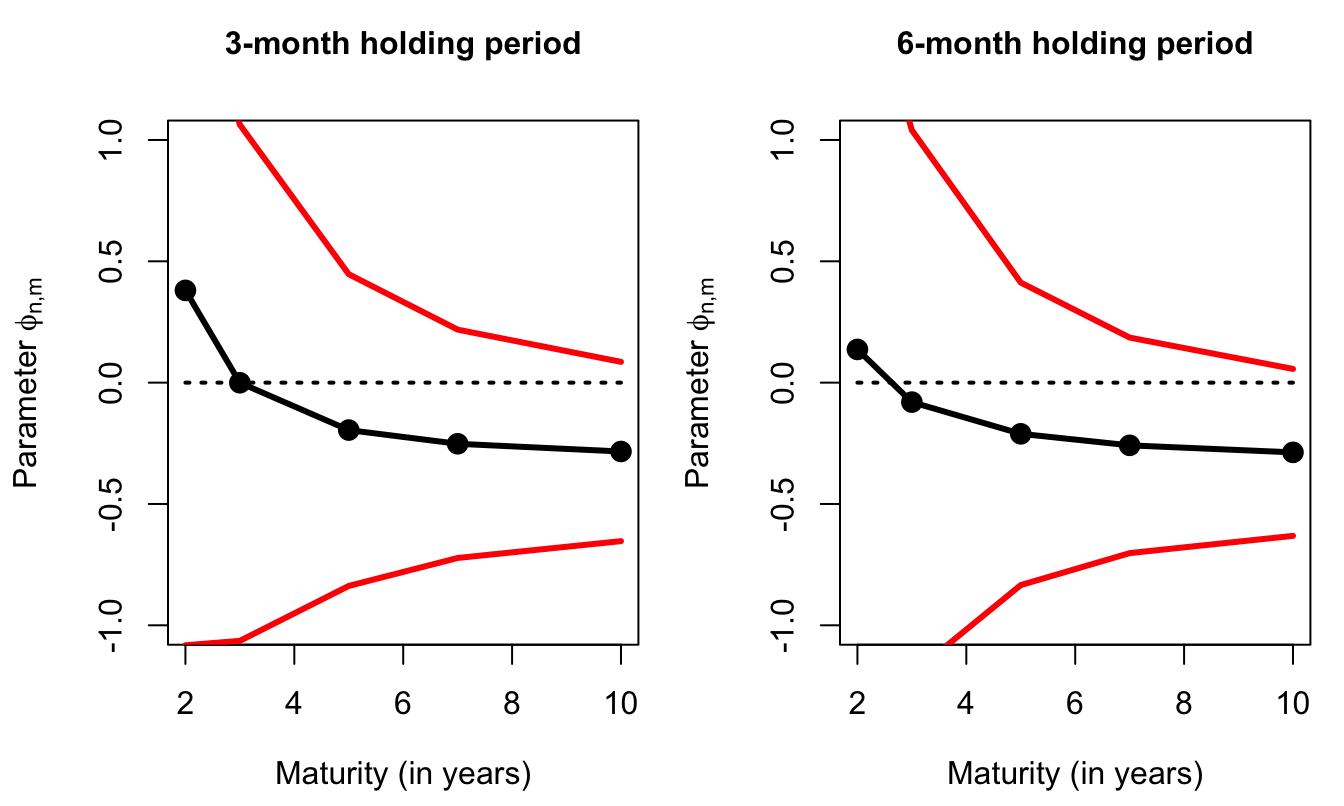 3-month holding period
1.0
0.5
0.0
-0.5
-1.0
Parameter ϕn,m
2 4 6 8 10
Maturity (in years)
6-month holding period
1.0
0.5
0.0
-0.5
-1.0
Parameter ϕn,m
2 4 6 8 10
Maturity (in years)